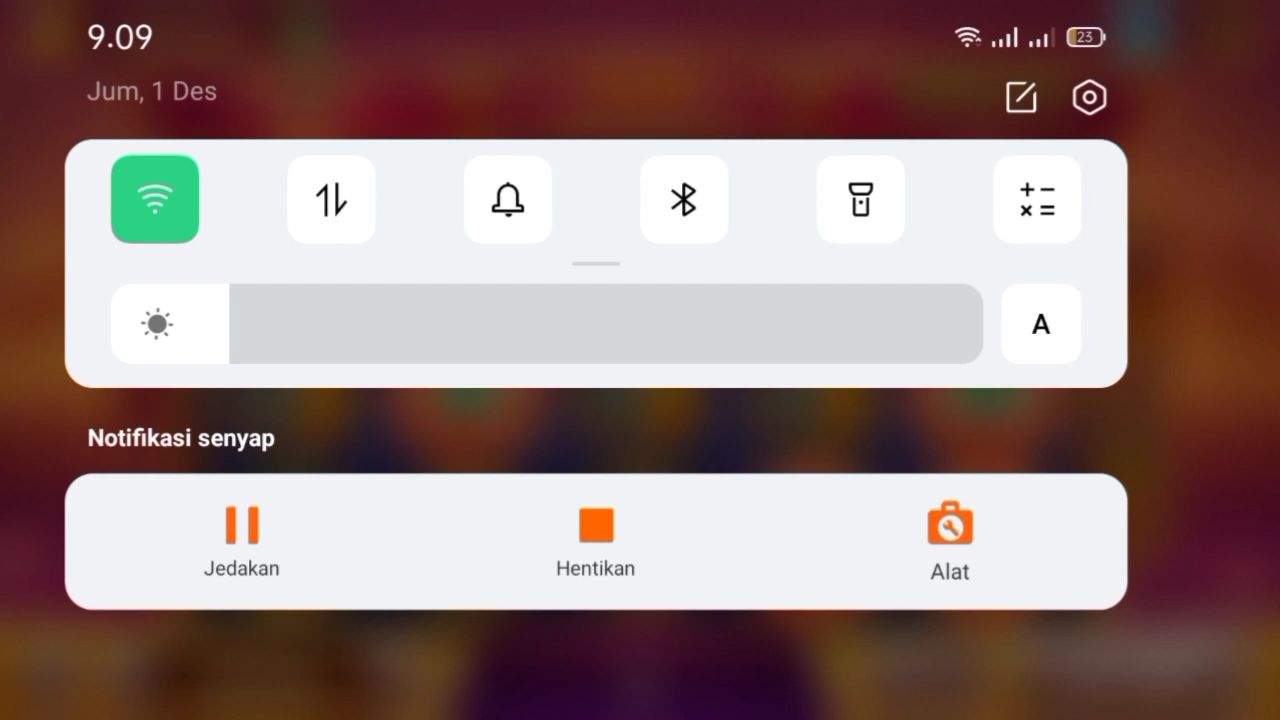 9.09
23
Jum, 1 Des
A
Notifikasi senyap
Jedakan
Hentikan
Alat